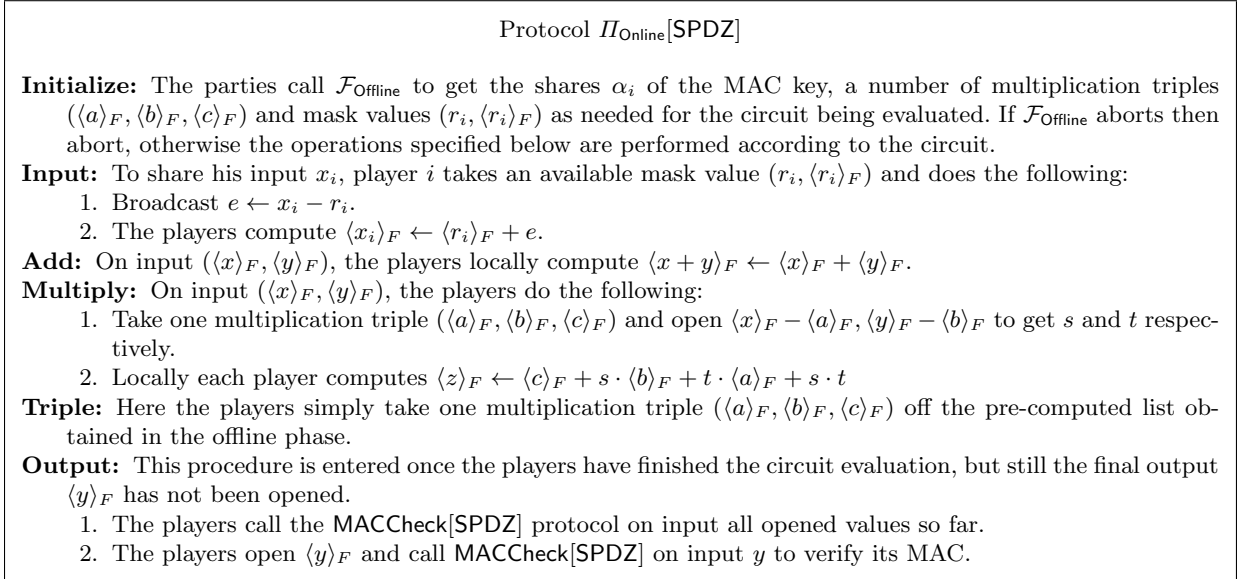 Protocol Π_Online[SPDZ]
Initialize: The parties call F_Offline to get the shares α_i of the MAC key, a number of multiplication triples
(⟨a⟩_F, ⟨b⟩_F, ⟨c⟩_F) and mask values (r_i, ⟨r_i⟩_F) as needed for the circuit being evaluated. If F_Offline aborts then
abort, otherwise the operations specified below are performed according to the circuit.
Input: To share his input x_i, player i takes an available mask value (r_i, ⟨r_i⟩_F) and does the following:
1. Broadcast e ← x_i − r_i.
2. The players compute ⟨x_i⟩_F ← ⟨r_i⟩_F + e.
Add: On input (⟨x⟩_F, ⟨y⟩_F), the players locally compute ⟨x + y⟩_F ← ⟨x⟩_F + ⟨y⟩_F.
Multiply: On input (⟨x⟩_F, ⟨y⟩_F), the players do the following:
1. Take one multiplication triple (⟨a⟩_F, ⟨b⟩_F, ⟨c⟩_F) and open ⟨x⟩_F − ⟨a⟩_F, ⟨y⟩_F − ⟨b⟩_F to get s and t respec-
tively.
2. Locally each player computes ⟨z⟩_F ← ⟨c⟩_F + s · ⟨b⟩_F + t · ⟨a⟩_F + s · t
Triple: Here the players simply take one multiplication triple (⟨a⟩_F, ⟨b⟩_F, ⟨c⟩_F) off the pre-computed list ob-
tained in the offline phase.
Output: This procedure is entered once the players have finished the circuit evaluation, but still the final output
⟨y⟩_F has not been opened.
1. The players call the MACCheck[SPDZ] protocol on input all opened values so far.
2. The players open ⟨y⟩_F and call MACCheck[SPDZ] on input y to verify its MAC.